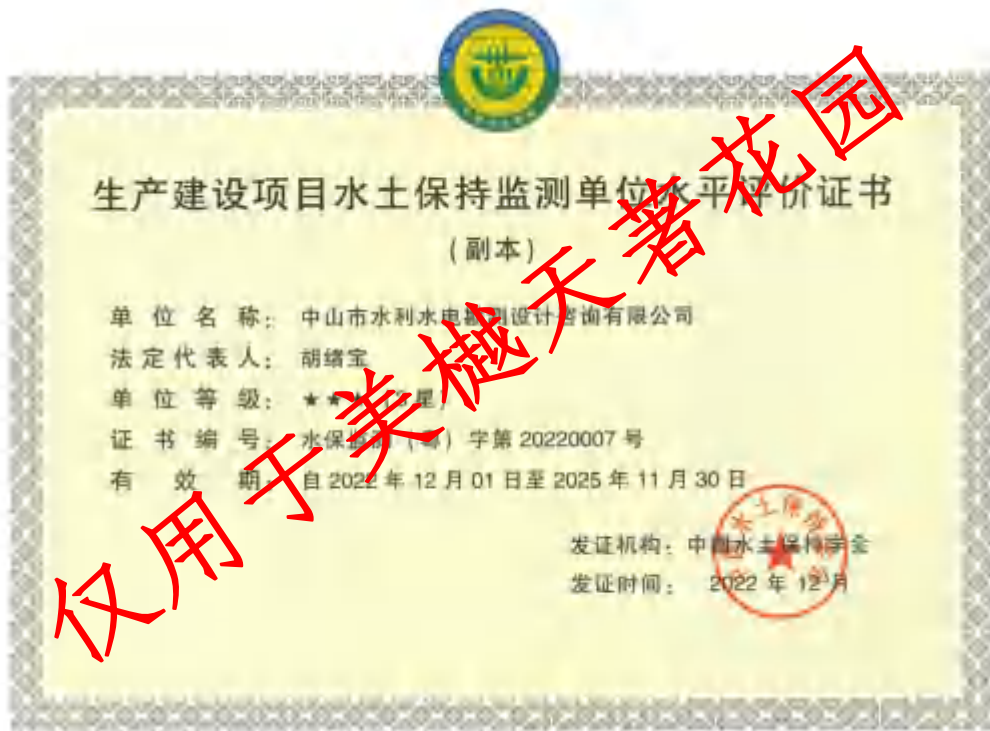 生产建设项目水土保持监测单位水平评价证书
(副本)
单位名称：中山市水利水电勘测设计咨询有限公司
法定代表人：胡绪宝
单位等级：★★★(3星)
证书编号：水保监测（粤）字第20220007号
有效期：自2022年12月01日至2025年11月30日
发证机构：中国水土保持学会
发证时间：2022年12月
仅用于美樾天著花园